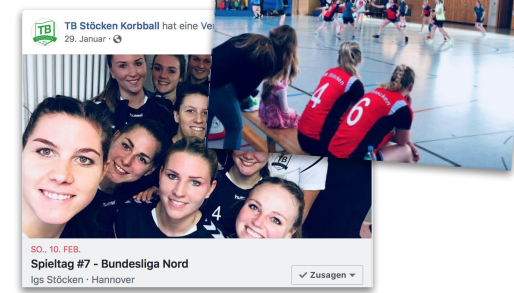 TB Stöcken Korbball hat eine Ve
29. Januar ·
TB
4
6
4
TB
SO., 10. FEB.
Spieltag #7 - Bundesliga Nord
Igs Stöcken · Hannover
Zusagen